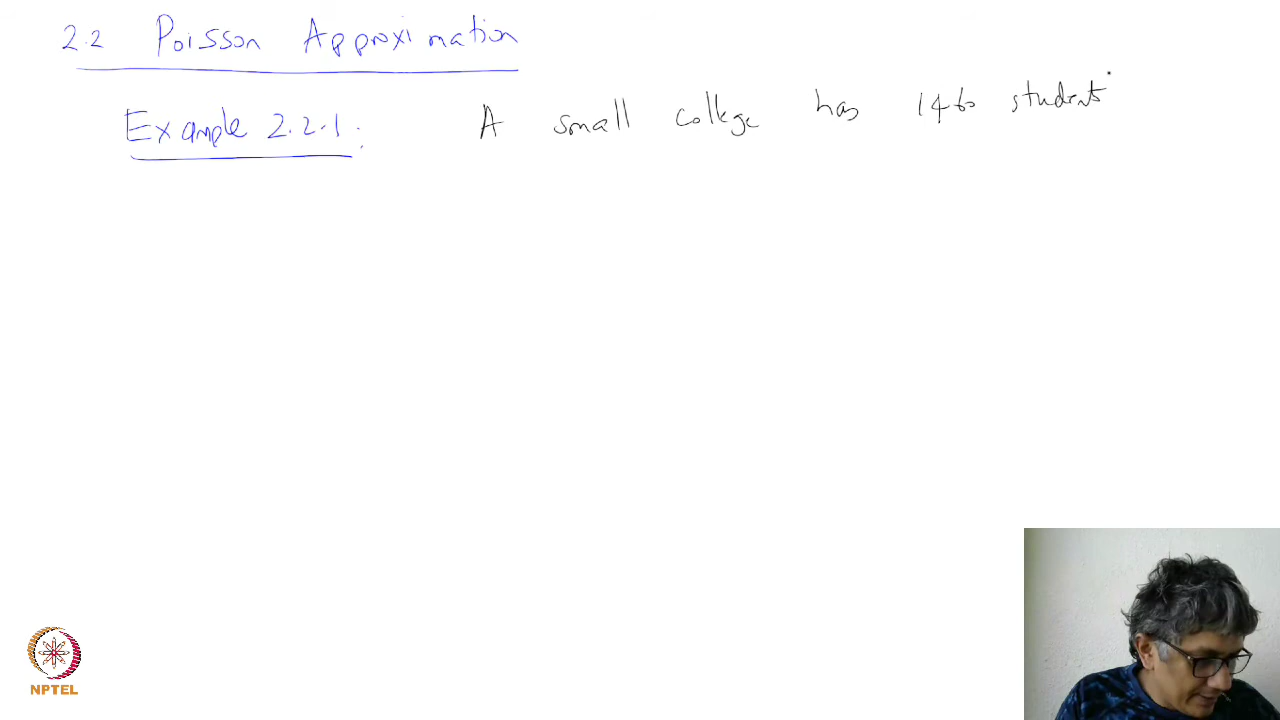 2.2 Poisson Approximation
Example 2.2.1: A small college has 1460 students
NPTEL